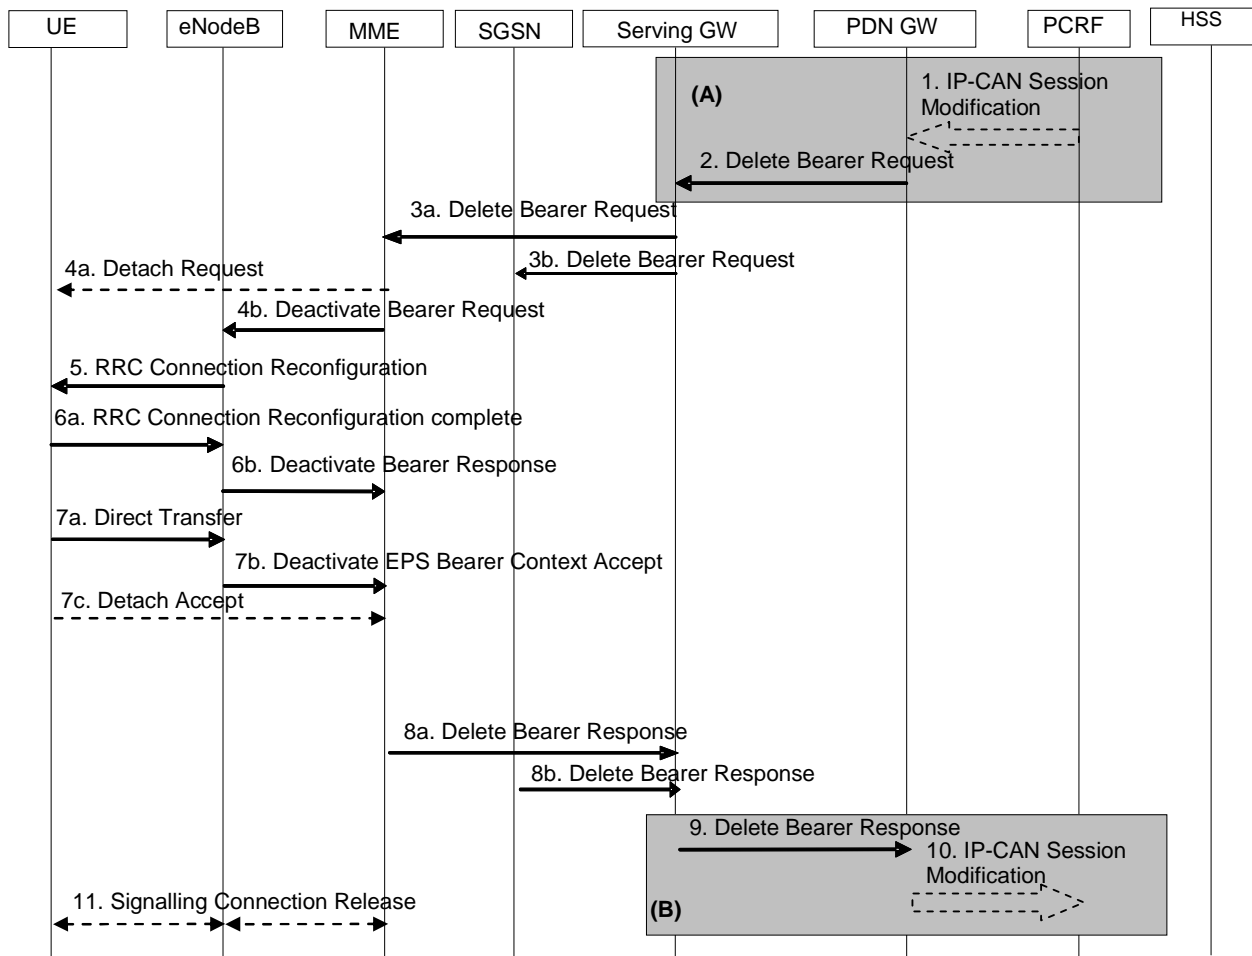 UE
eNodeB
MME
SGSN
Serving GW
PDN GW
PCRF
HSS
(A)
1. IP-CAN Session
Modification
2. Delete Bearer Request
3a. Delete Bearer Request
3b. Delete Bearer Request
4a. Detach Request
4b. Deactivate Bearer Request
5. RRC Connection Reconfiguration
6a. RRC Connection Reconfiguration complete
6b. Deactivate Bearer Response
7a. Direct Transfer
7b. Deactivate EPS Bearer Context Accept
7c. Detach Accept
8a. Delete Bearer Response
8b. Delete Bearer Response
9. Delete Bearer Response
10. IP-CAN Session
Modification
11. Signalling Connection Release
(B)